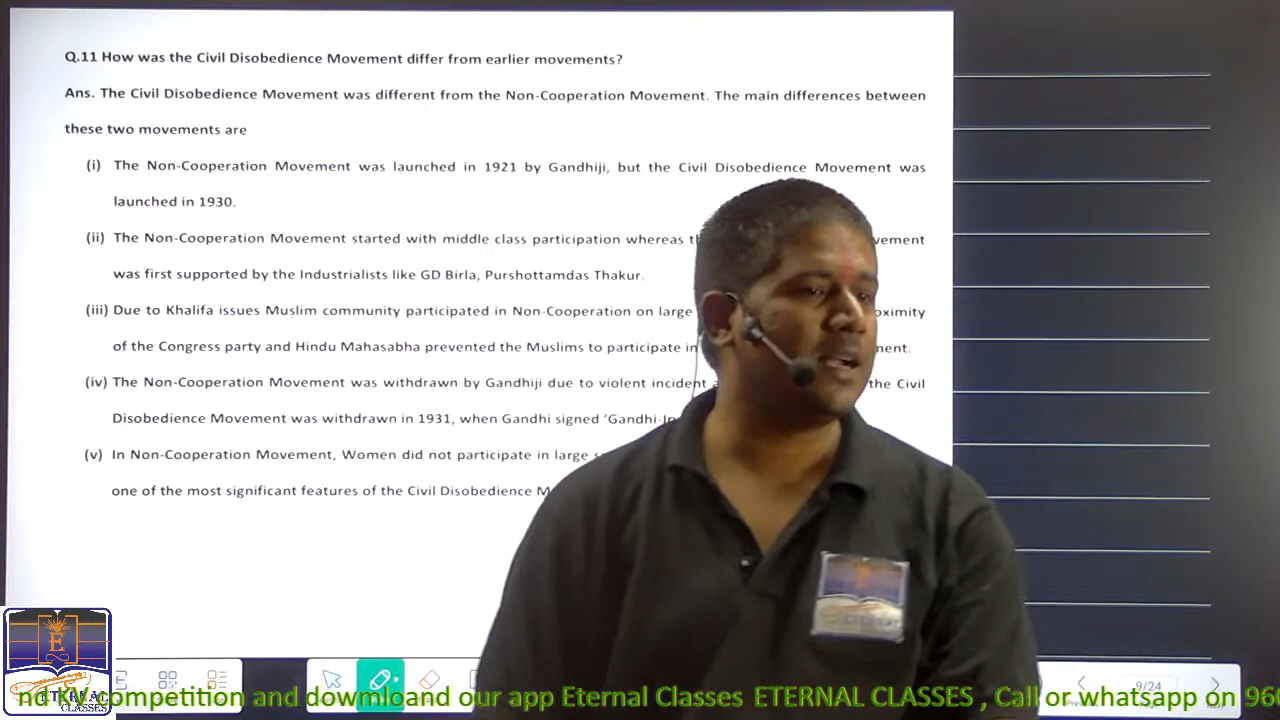 Q.11 How was the Civil Disobedience Movement differ from earlier movements?
Ans. The Civil Disobedience Movement was different from the Non-Cooperation Movement. The main differences between
these two movements are
(i) The Non-Cooperation Movement was launched in 1921 by Gandhiji, but the Civil Disobedience Movement was
launched in 1930.
(ii) The Non-Cooperation Movement started with middle class participation whereas
was first supported by the Industrialists like GD Birla, Purshottamdas Thakur.
(iii) Due to Khalifa issues Muslim community participated in Non-Cooperation on large
of the Congress party and Hindu Mahasabha prevented the Muslims to participate in
(iv) The Non-Cooperation Movement was withdrawn by Gandhiji due to violent incident the Civil
Disobedience Movement was withdrawn in 1931, when Gandhi signed
(v) In Non-Cooperation Movement, Women did not participate in large
one of the most significant features of the Civil Disobedience
E
ETERNAL
CLASSES
9/24
nd KV competition and dowmloand our app Eternal Classes ETERNAL CLASSES , Call or whatsapp on 96